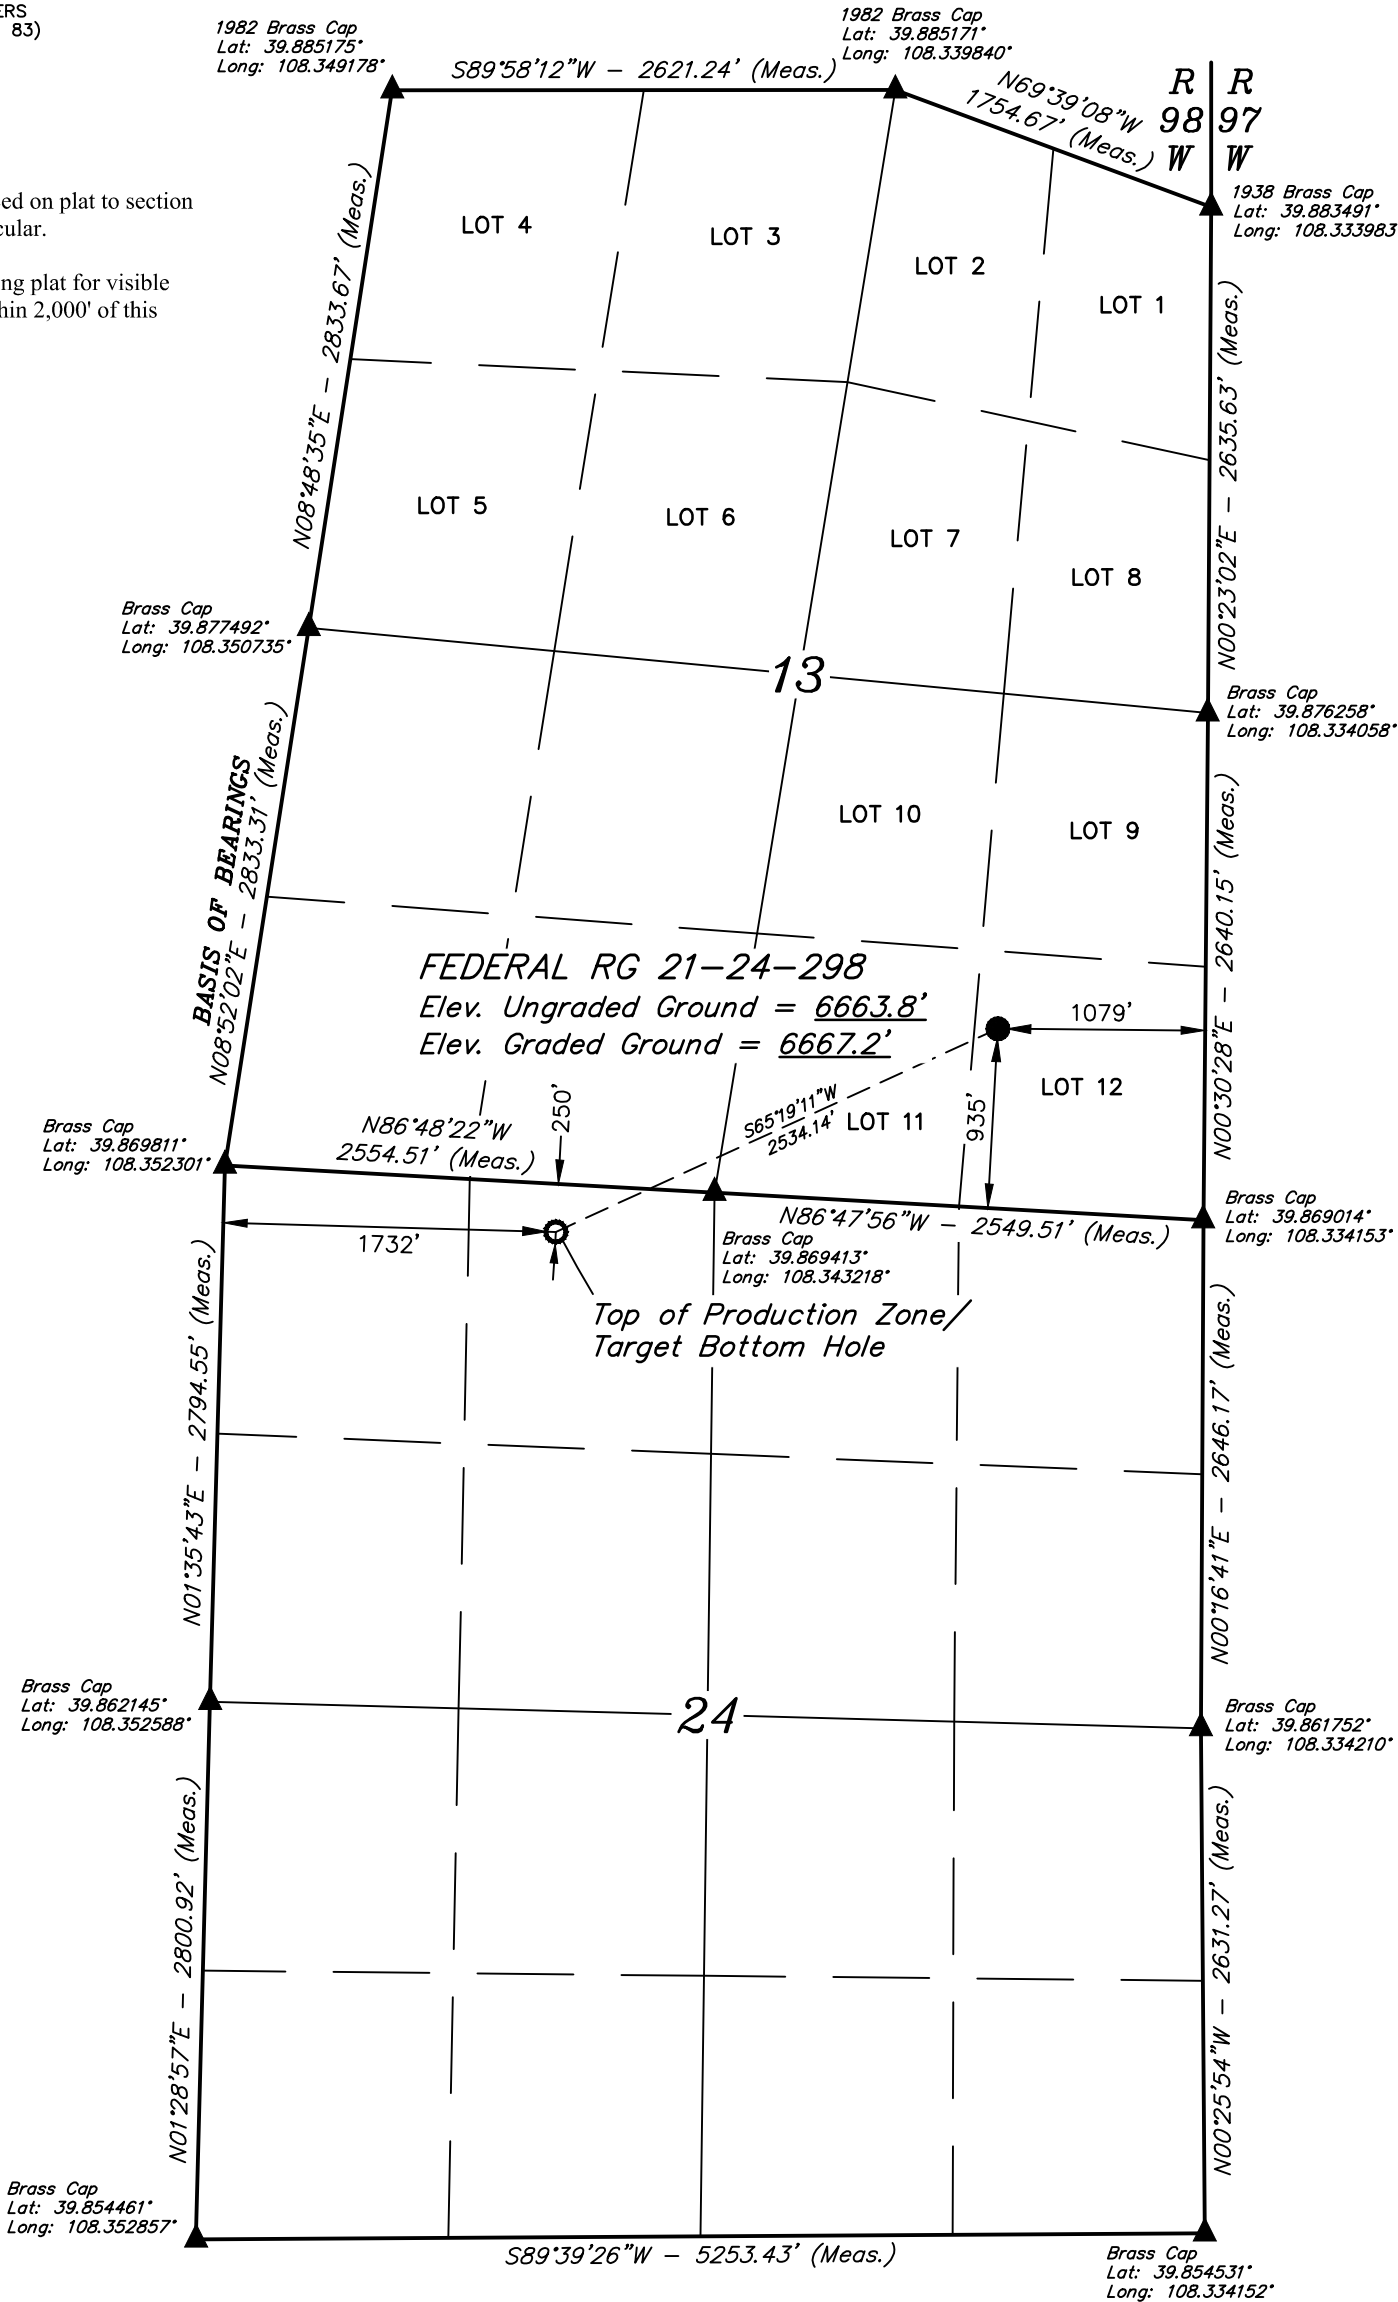 ERS
83)
1982 Brass Cap
Lat: 39.885175°
Long: 108.349178°
S89°58'12"W – 2621.24' (Meas.)
1982 Brass Cap
Lat: 39.885171°
Long: 108.339840°
N69°39'08"W
1754.67' (Meas.)
R R
98 97
W W
1938 Brass Cap
Lat: 39.883491°
Long: 108.333983
ed on plat to section
cular.
ng plat for visible
hin 2,000' of this
LOT 4
LOT 3
LOT 2
LOT 1
N08°48'35"E – 2833.67' (Meas.)
N00°23'02"E – 2635.63' (Meas.)
LOT 5
LOT 6
LOT 7
LOT 8
Brass Cap
Lat: 39.877492°
Long: 108.350735°
13
Brass Cap
Lat: 39.876258°
Long: 108.334058°
BASIS OF BEARINGS
N08°52'02"E – 2833.31' (Meas.)
LOT 10
LOT 9
N00°30'28"E – 2640.15' (Meas.)
FEDERAL RG 21–24–298
Elev. Ungraded Ground = 6663.8'
Elev. Graded Ground = 6667.2'
1079'
935'
LOT 12
LOT 11
S65°19'11"W
2534.14'
250'
N86°48'22"W
2554.51' (Meas.)
Brass Cap
Lat: 39.869811°
Long: 108.352301°
N86°47'56"W – 2549.51' (Meas.)
Brass Cap
Lat: 39.869014°
Long: 108.334153°
1732'
Brass Cap
Lat: 39.869413°
Long: 108.343218°
Top of Production Zone/
Target Bottom Hole
N01°35'43"E – 2794.55' (Meas.)
N00°16'41"E – 2646.17' (Meas.)
Brass Cap
Lat: 39.862145°
Long: 108.352588°
24
Brass Cap
Lat: 39.861752°
Long: 108.334210°
N01°28'57"E – 2800.92' (Meas.)
N00°25'54"W – 2631.27' (Meas.)
Brass Cap
Lat: 39.854461°
Long: 108.352857°
S89°39'26"W – 5253.43' (Meas.)
Brass Cap
Lat: 39.854531°
Long: 108.334152°